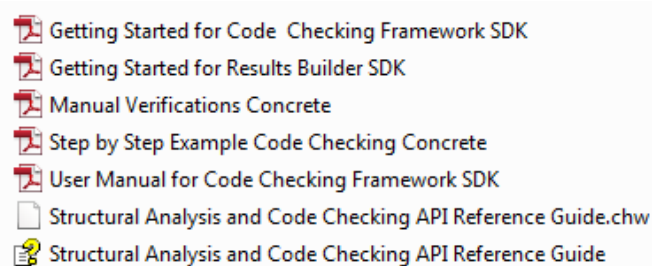 Getting Started for Code  Checking Framework SDK
Getting Started for Results Builder SDK
Manual Verifications Concrete
Step by Step Example Code Checking Concrete
User Manual for Code Checking Framework SDK
Structural Analysis and Code Checking API Reference Guide.chw
Structural Analysis and Code Checking API Reference Guide